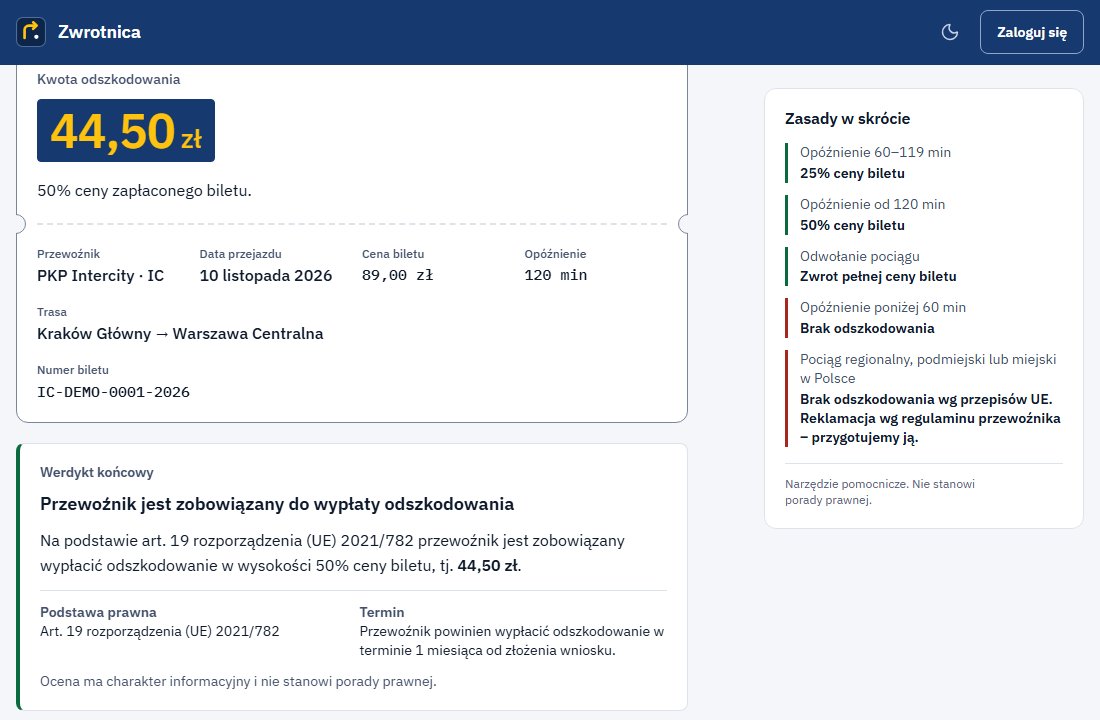 Zwrotnica
Zaloguj się
Kwota odszkodowania
44,50 zł
50% ceny zapłaconego biletu.
Przewoźnik
PKP Intercity · IC
Data przejazdu
10 listopada 2026
Cena biletu
89,00 zł
Opóźnienie
120 min
Trasa
Kraków Główny → Warszawa Centralna
Numer biletu
IC-DEMO-0001-2026
Werdykt końcowy
Przewoźnik jest zobowiązany do wypłaty odszkodowania
Na podstawie art. 19 rozporządzenia (UE) 2021/782 przewoźnik jest zobowiązany
wypłacić odszkodowanie w wysokości 50% ceny biletu, tj. 44,50 zł.
Podstawa prawna
Art. 19 rozporządzenia (UE) 2021/782
Termin
Przewoźnik powinien wypłacić odszkodowanie w
terminie 1 miesiąca od złożenia wniosku.
Ocena ma charakter informacyjny i nie stanowi porady prawnej.
Zasady w skrócie
Opóźnienie 60–119 min
25% ceny biletu
Opóźnienie od 120 min
50% ceny biletu
Odwołanie pociągu
Zwrot pełnej ceny biletu
Opóźnienie poniżej 60 min
Brak odszkodowania
Pociąg regionalny, podmiejski lub miejski
w Polsce
Brak odszkodowania wg przepisów UE.
Reklamacja wg regulaminu przewoźnika
– przygotujemy ją.
Narzędzie pomocnicze. Nie stanowi
porady prawnej.